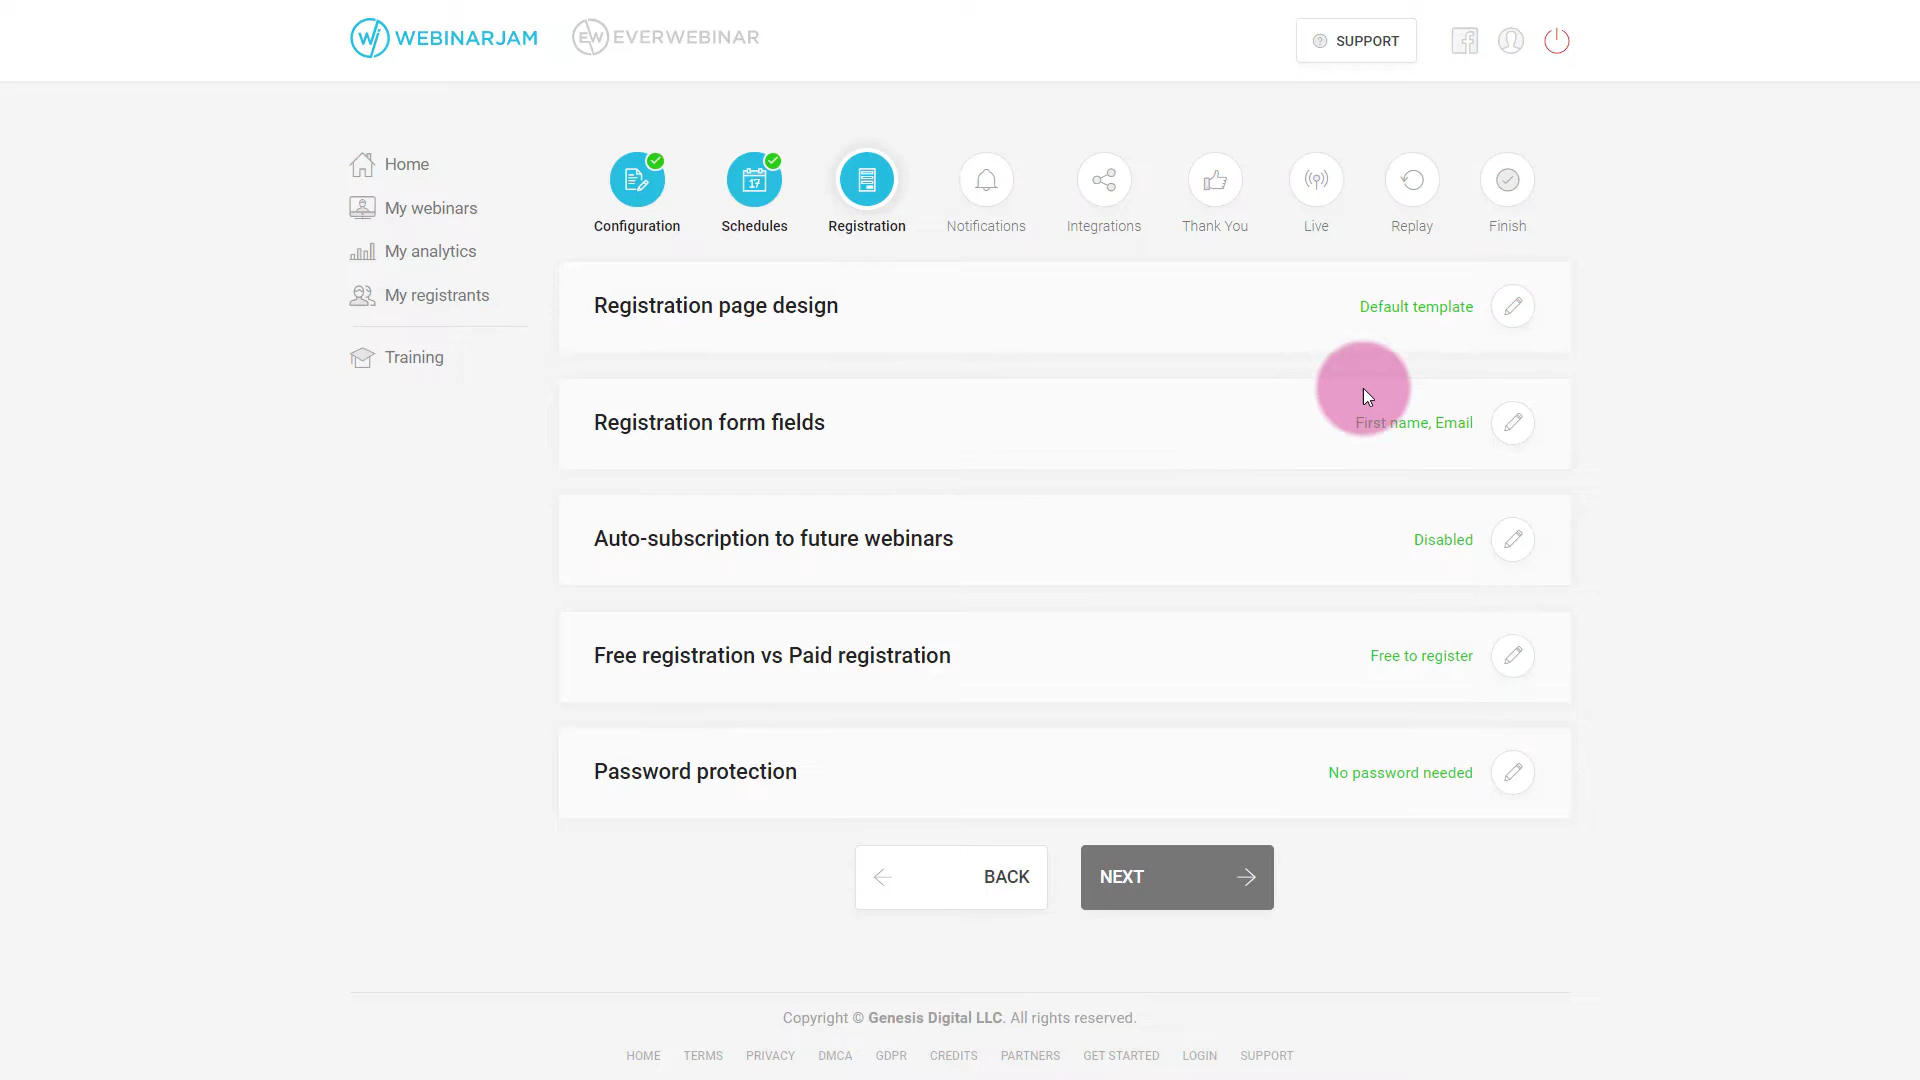 WEBINARJAM
EVERWEBINAR
SUPPORT
Home
My webinars
My analytics
My registrants
Training
17
Configuration
Schedules
Registration
Notifications
Integrations
Thank You
Live
Replay
Finish
Registration page design
Default template
Registration form fields
First name, Email
Auto-subscription to future webinars
Disabled
Free registration vs Paid registration
Free to register
Password protection
No password needed
BACK
NEXT
Copyright © Genesis Digital LLC. All rights reserved.
HOME TERMS PRIVACY DMCA GDPR CREDITS PARTNERS GET STARTED LOGIN SUPPORT